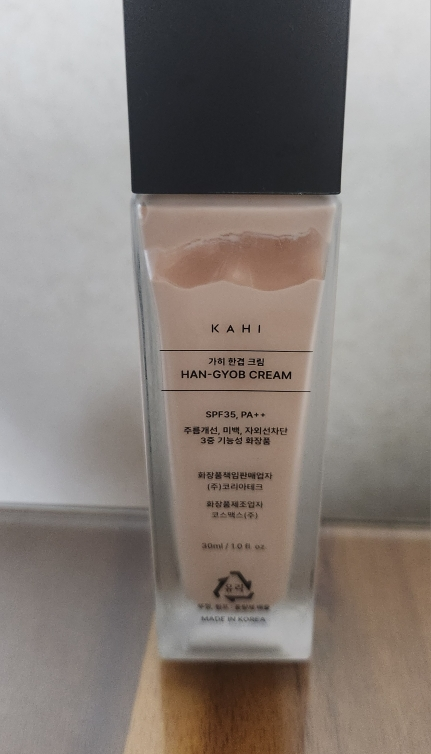 KAHI
가히 한겹 크림
HAN-GYOB CREAM
SPF35, PA++
주름개선, 미백, 자외선차단
3중 기능성 화장품
화장품책임판매업자
(주)코리아테크
화장품제조업자
코스맥스(주)
30ml / 1.0 fl. oz.
유리
MADE IN KOREA